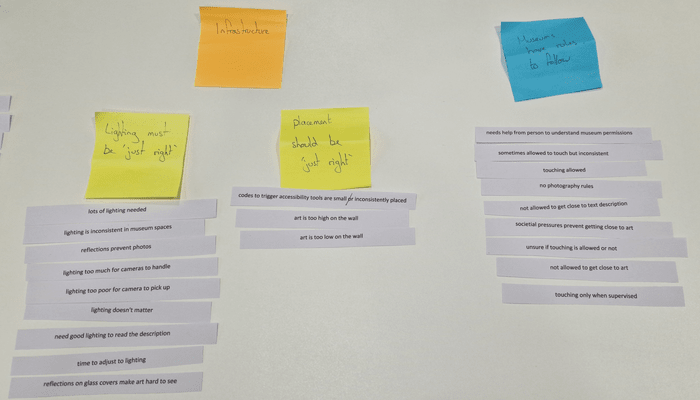 Infrastructure
Museums
have rules
to follow
Lighting must
be "just right"
placement
should be
"just right"
lots of lighting needed
lighting is inconsistent in museum spaces
reflections prevent photos
lighting too much for cameras to handle
lighting too poor for camera to pick up
lighting doesn't matter
need good lighting to read the description
time to adjust to lighting
reflections on glass covers make art hard to see
codes to trigger accessibility tools are small or inconsistently placed
art is too high on the wall
art is too low on the wall
needs help from person to understand museum permissions
sometimes allowed to touch but inconsistent
touching allowed
no photography rules
not allowed to get close to text description
societal pressures prevent getting close to art
unsure if touching is allowed or not
not allowed to get close to art
touching only when supervised